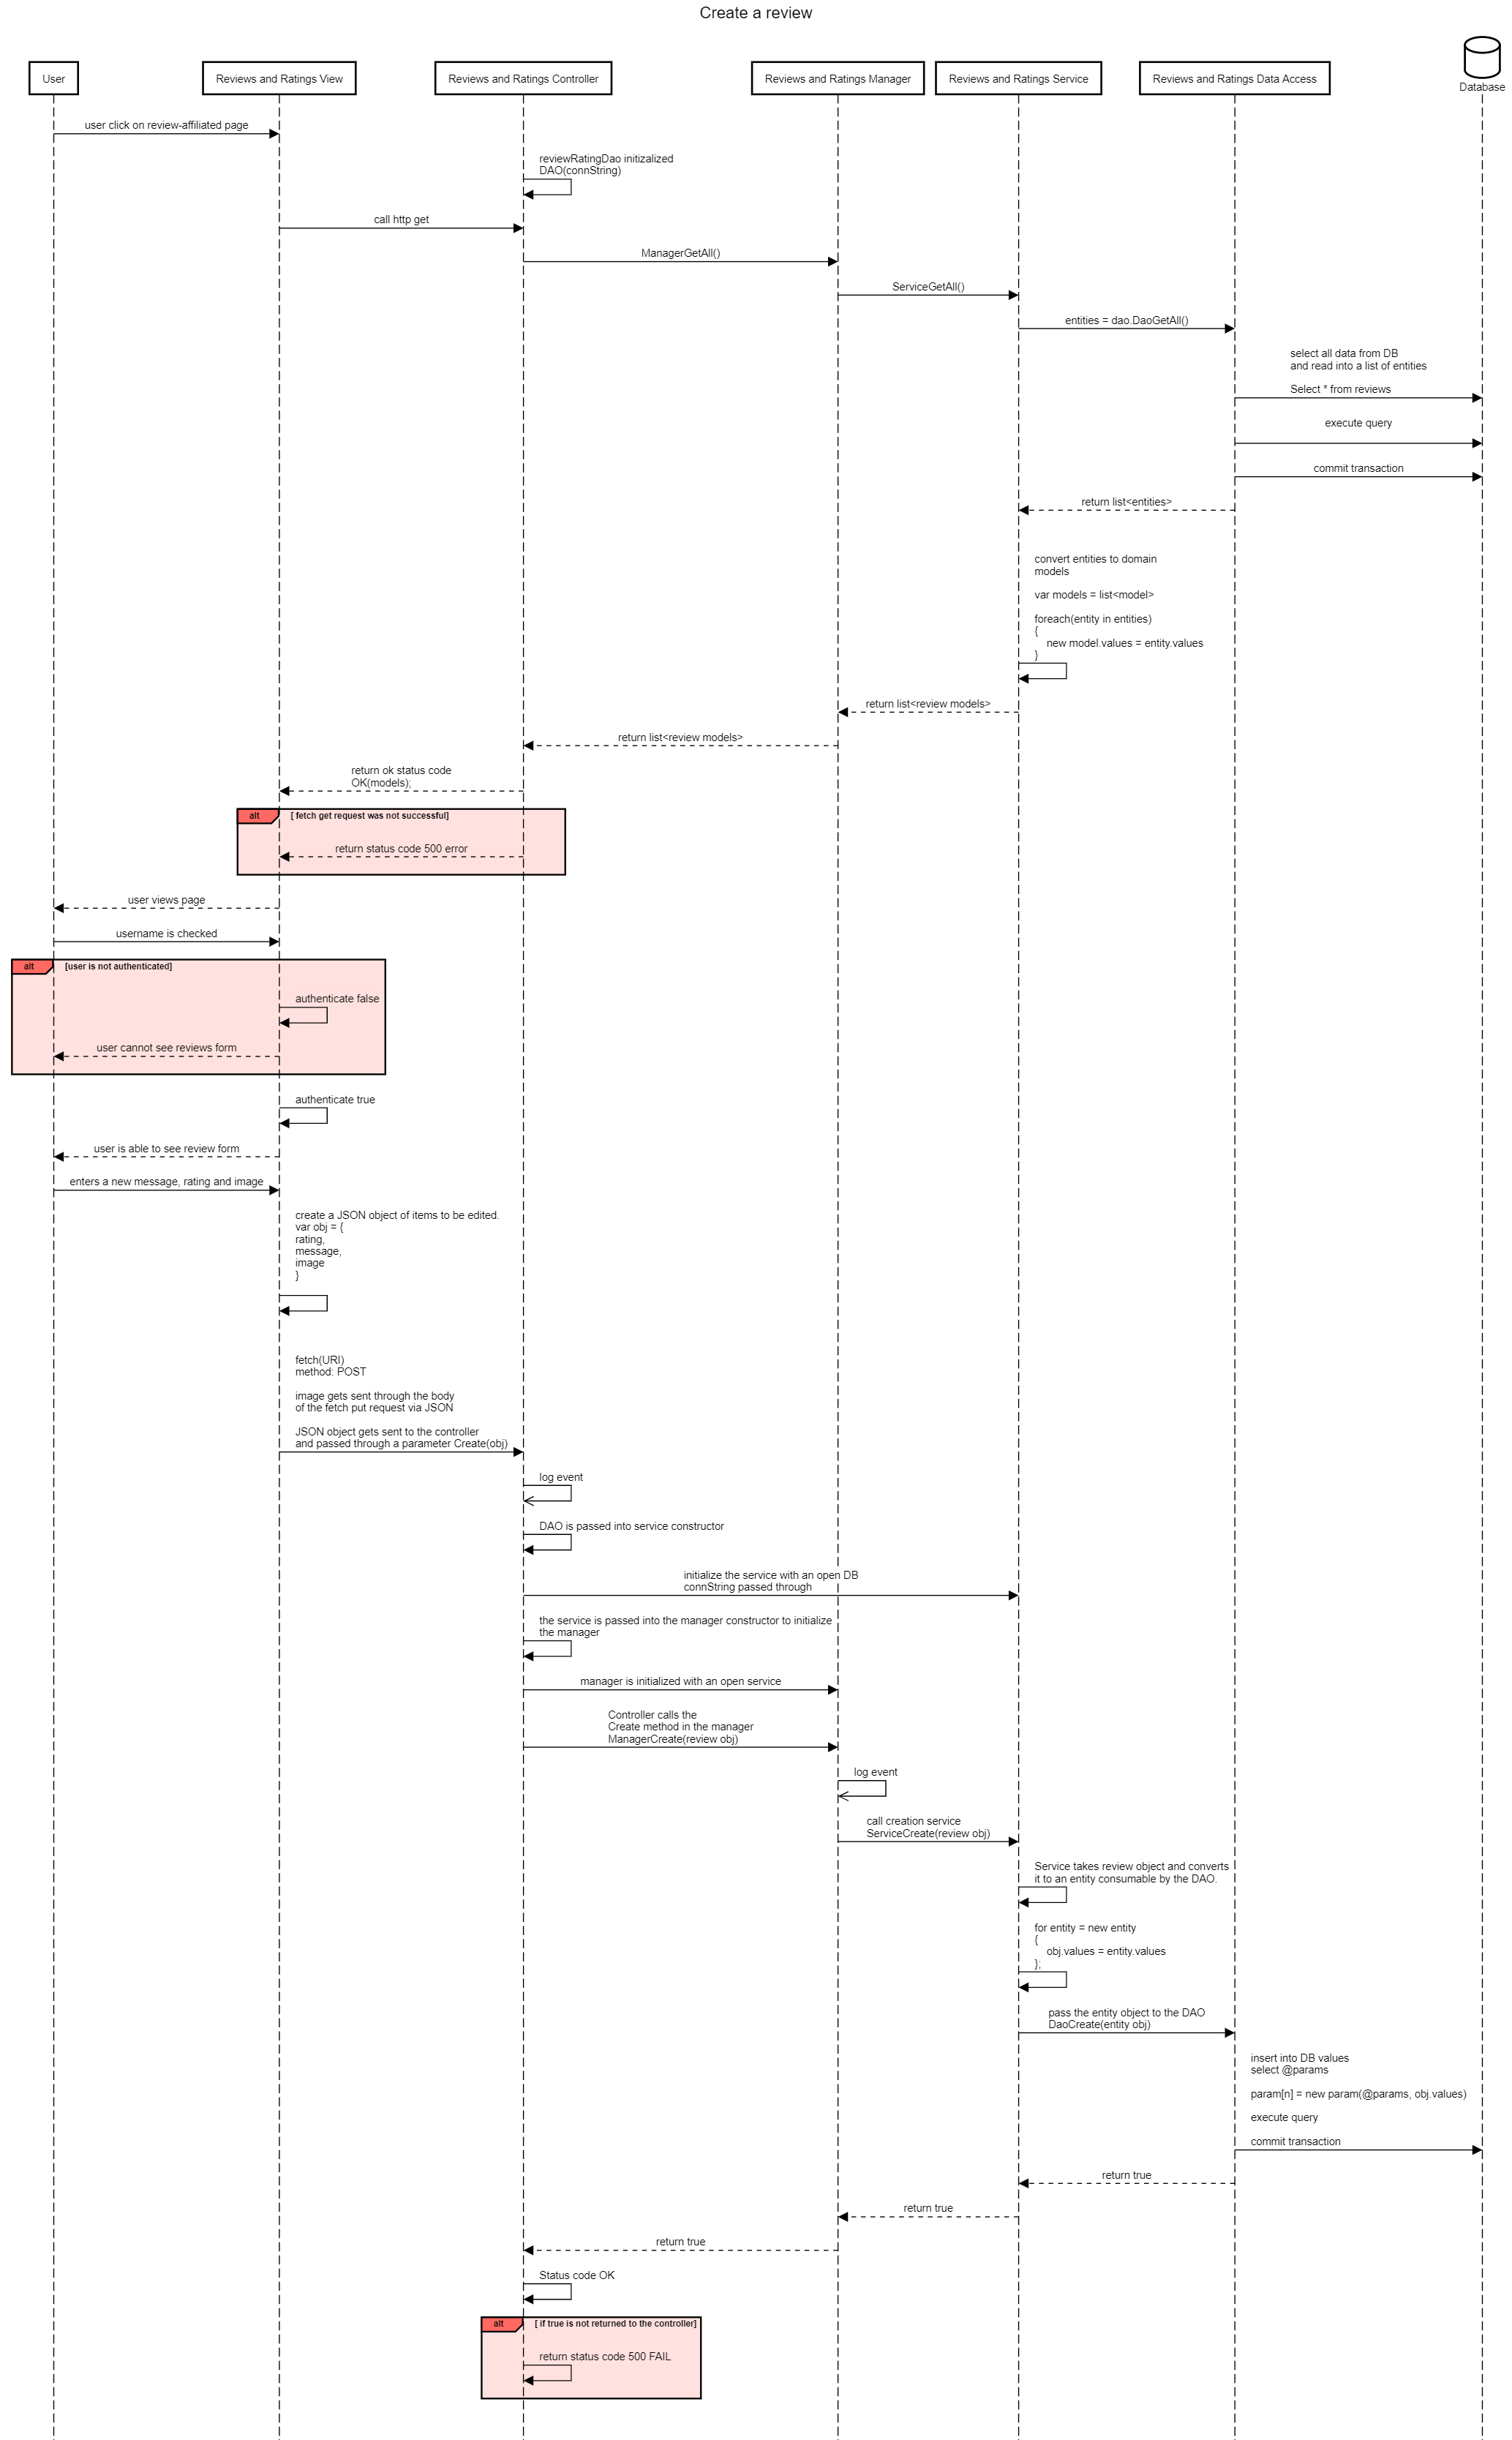 Create a review
User
Reviews and Ratings View
Reviews and Ratings Controller
Reviews and Ratings Manager
Reviews and Ratings Service
Reviews and Ratings Data Access
Database
user click on review-affiliated page
reviewRatingDao initizalized
DAO(connString)
call http get
ManagerGetAll()
ServiceGetAll()
entities = dao.DaoGetAll()
select all data from DB
and read into a list of entities
Select * from reviews
execute query
commit transaction
return list<entities>
convert entities to domain
models
var models = list<model>
foreach(entity in entities)
{
new model.values = entity.values
}
return list<review models>
return list<review models>
return ok status code
OK(models);
alt [ fetch get request was not successful]
return status code 500 error
user views page
username is checked
alt [user is not authenticated]
authenticate false
user cannot see reviews form
authenticate true
user is able to see review form
enters a new message, rating and image
create a JSON object of items to be edited.
var obj = {
rating,
message,
image
}
fetch(URI)
method: POST
image gets sent through the body
of the fetch put request via JSON
JSON object gets sent to the controller
and passed through a parameter Create(obj)
log event
DAO is passed into service constructor
initialize the service with an open DB
connString passed through
the service is passed into the manager constructor to initialize
the manager
manager is initialized with an open service
Controller calls the
Create method in the manager
ManagerCreate(review obj)
log event
call creation service
ServiceCreate(review obj)
Service takes review object and converts
it to an entity consumable by the DAO.
for entity = new entity
{
obj.values = entity.values
};
pass the entity object to the DAO
DaoCreate(entity obj)
insert into DB values
select @params
param[n] = new param(@params, obj.values)
execute query
commit transaction
return true
return true
return true
Status code OK
alt [ if true is not returned to the controller]
return status code 500 FAIL